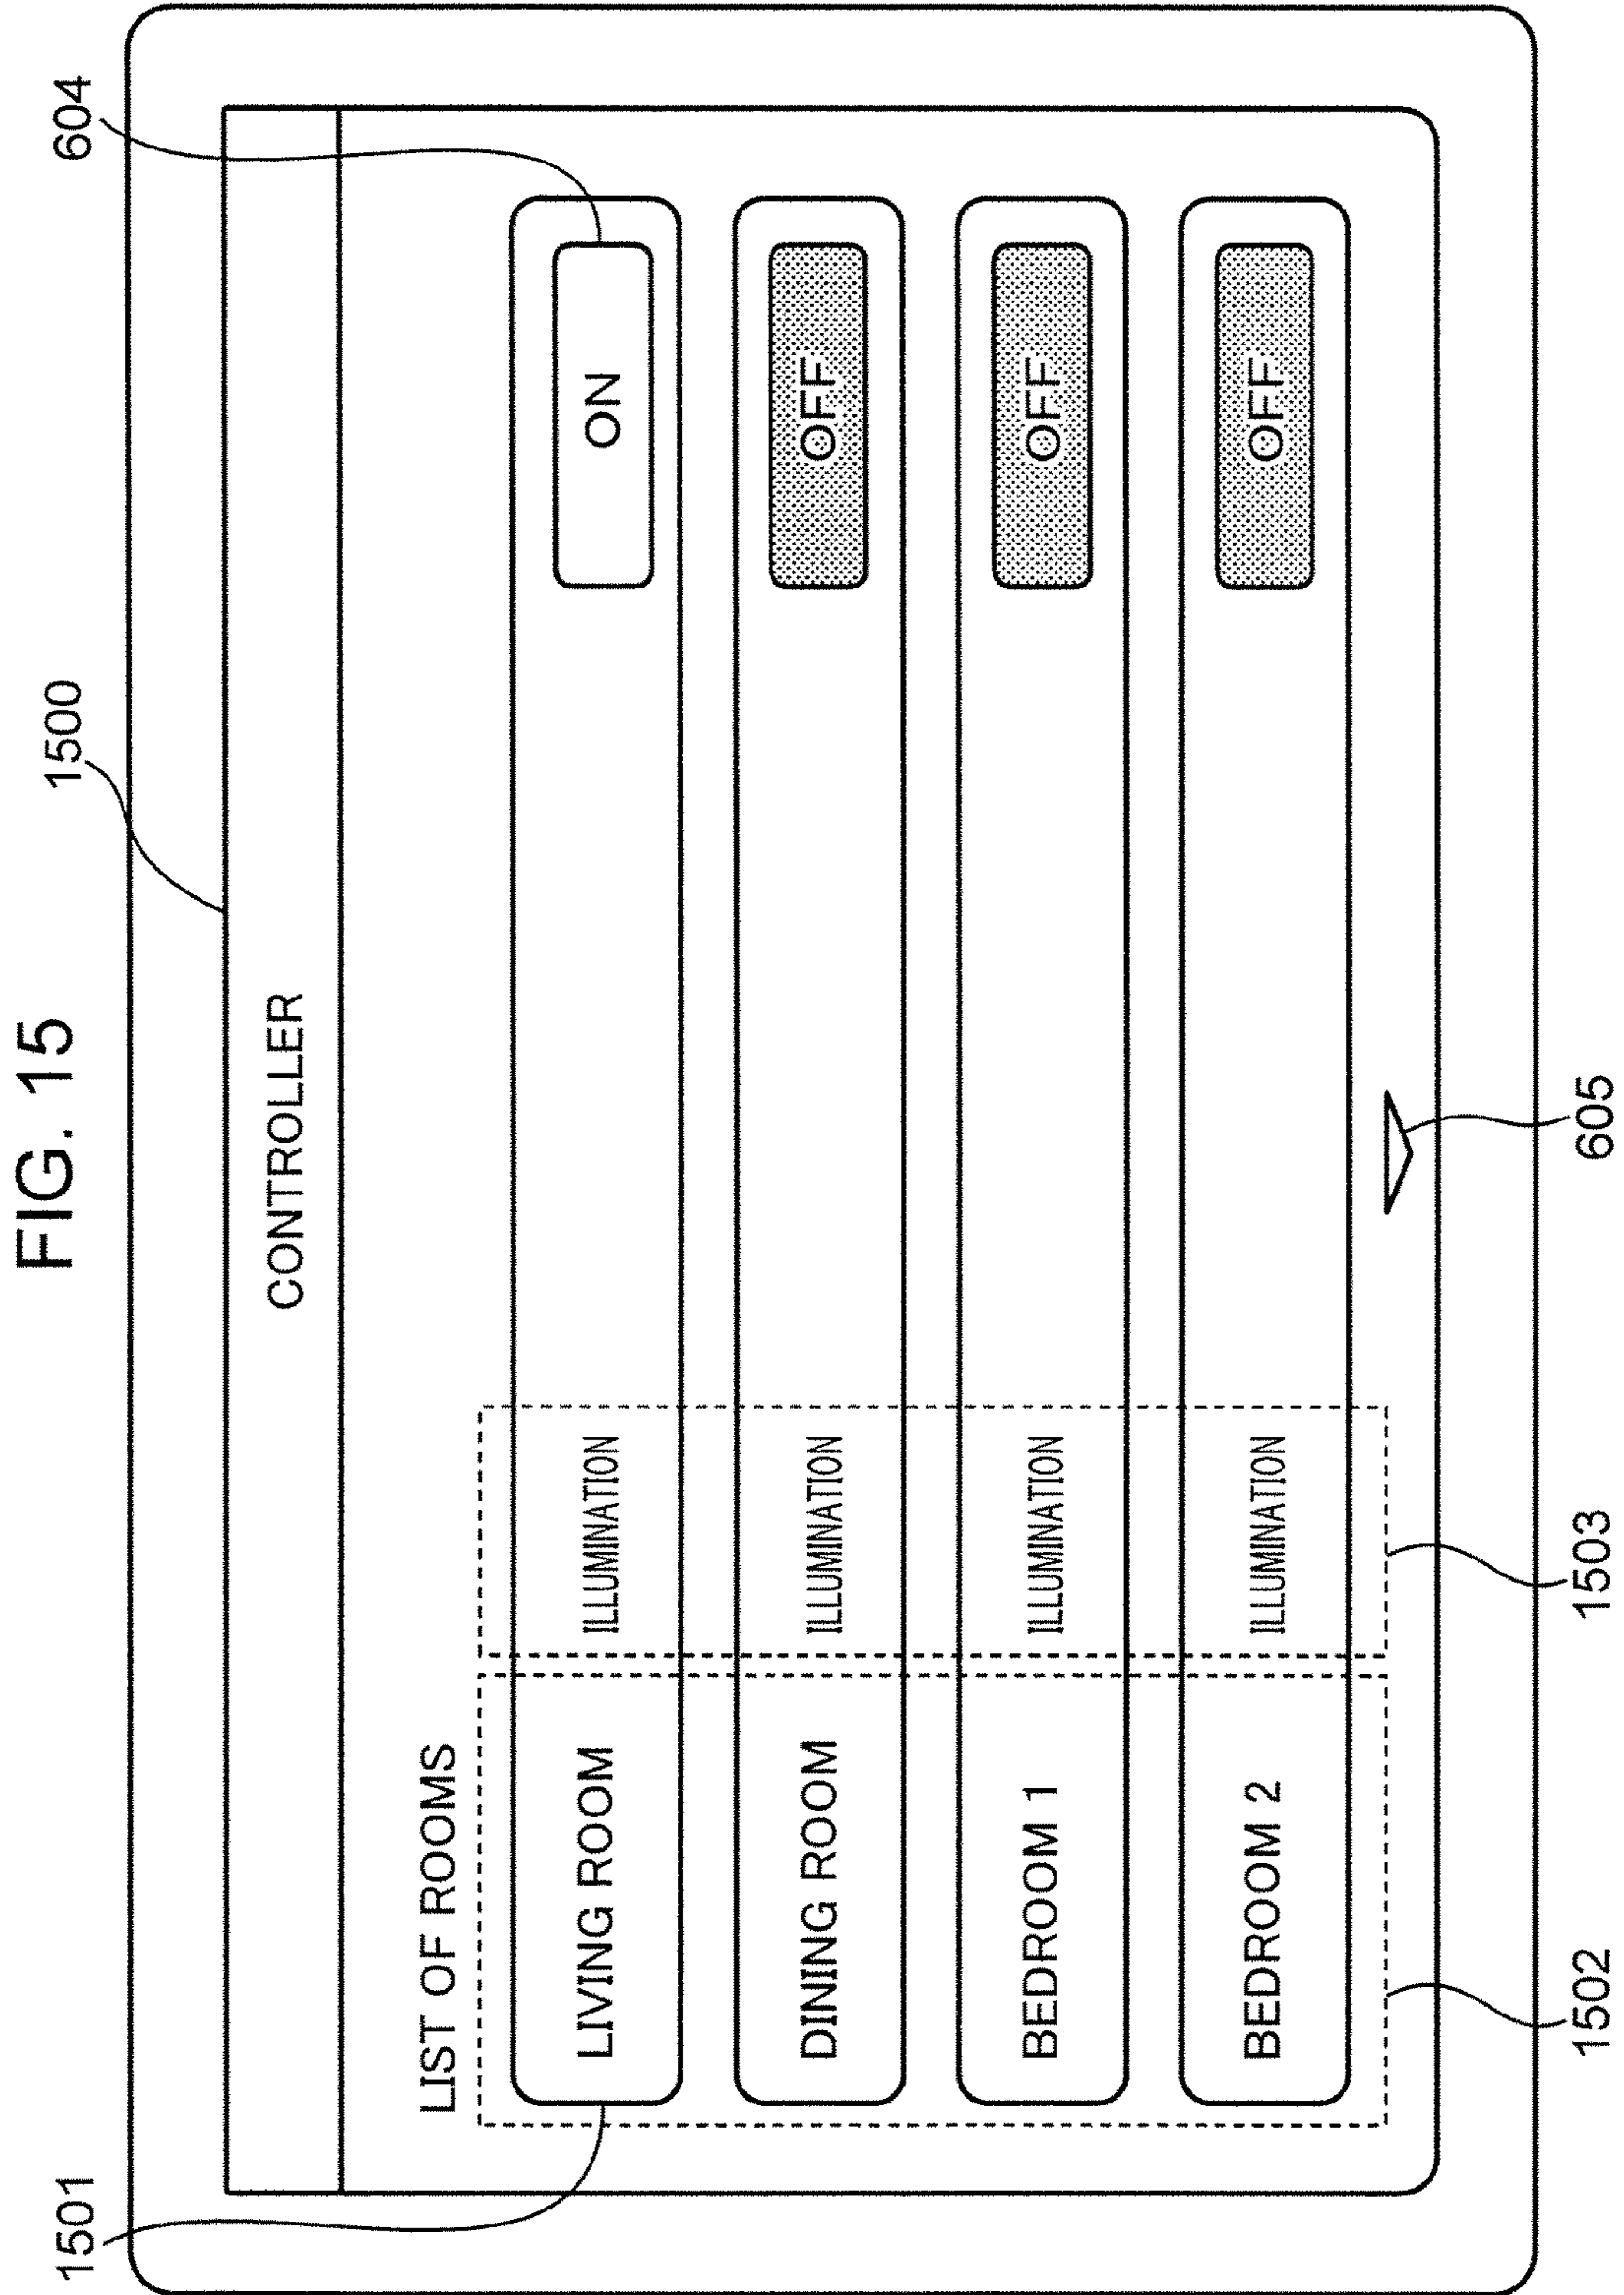 FIG. 15
1500
604
CONTROLLER
1501
LIST OF ROOMS
LIVING ROOM ILLUMINATION ON
DINING ROOM ILLUMINATION OFF
BEDROOM 1 ILLUMINATION OFF
BEDROOM 2 ILLUMINATION OFF
1502
1503
605